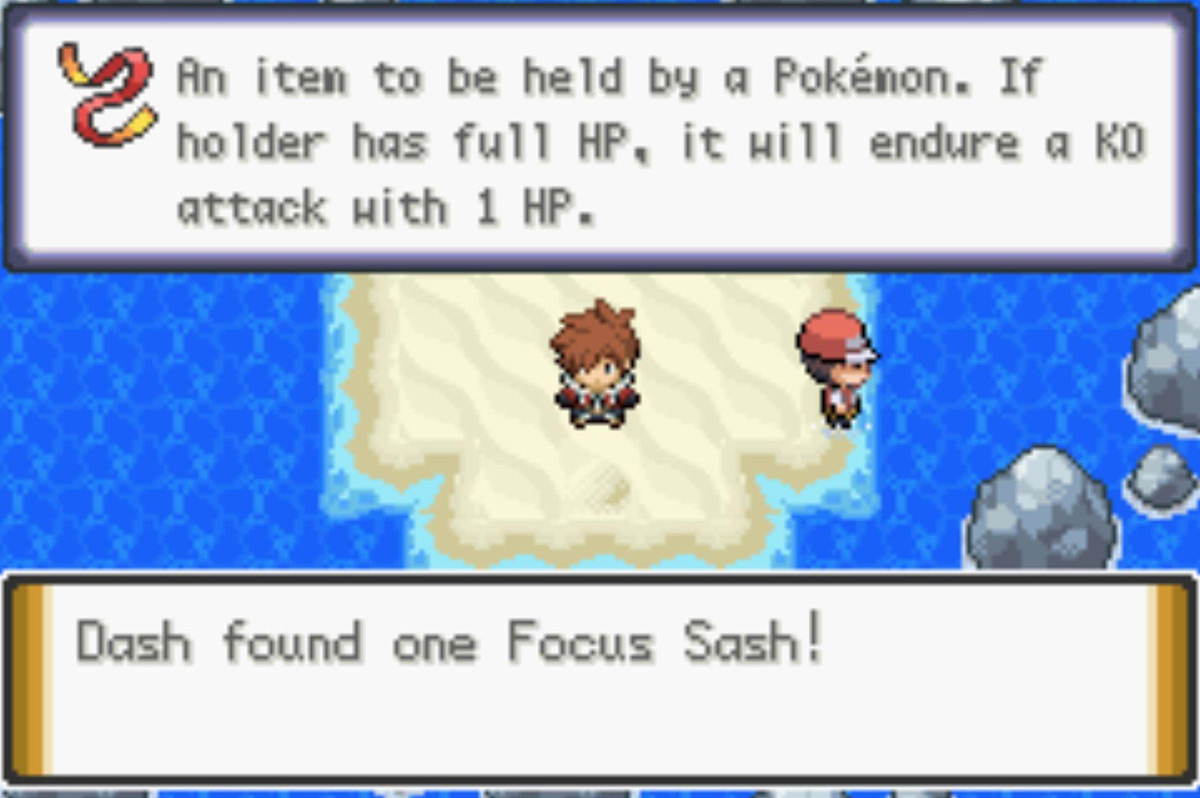 An item to be held by a Pokémon. If
holder has full HP, it will endure a KO
attack with 1 HP.
Dash found one Focus Sash!